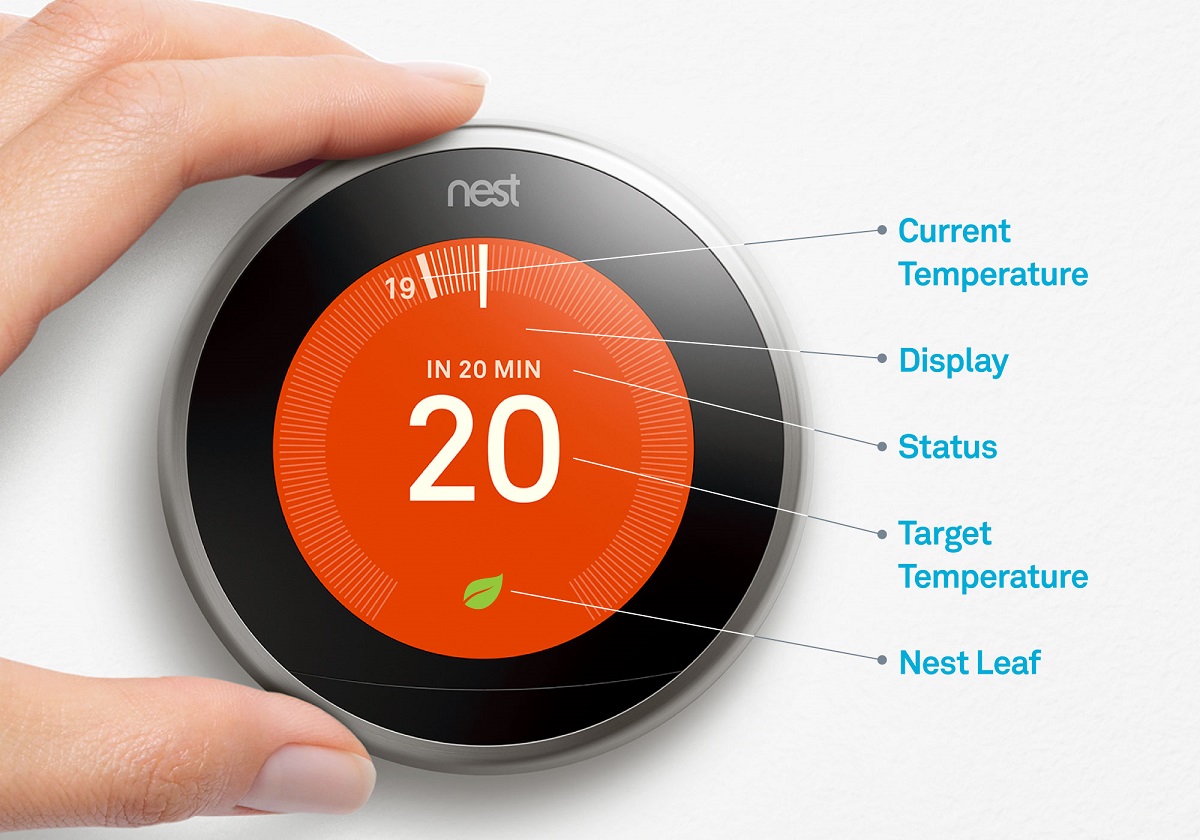 nest
19
IN 20 MIN
20
Current
Temperature
Display
Status
Target
Temperature
Nest Leaf